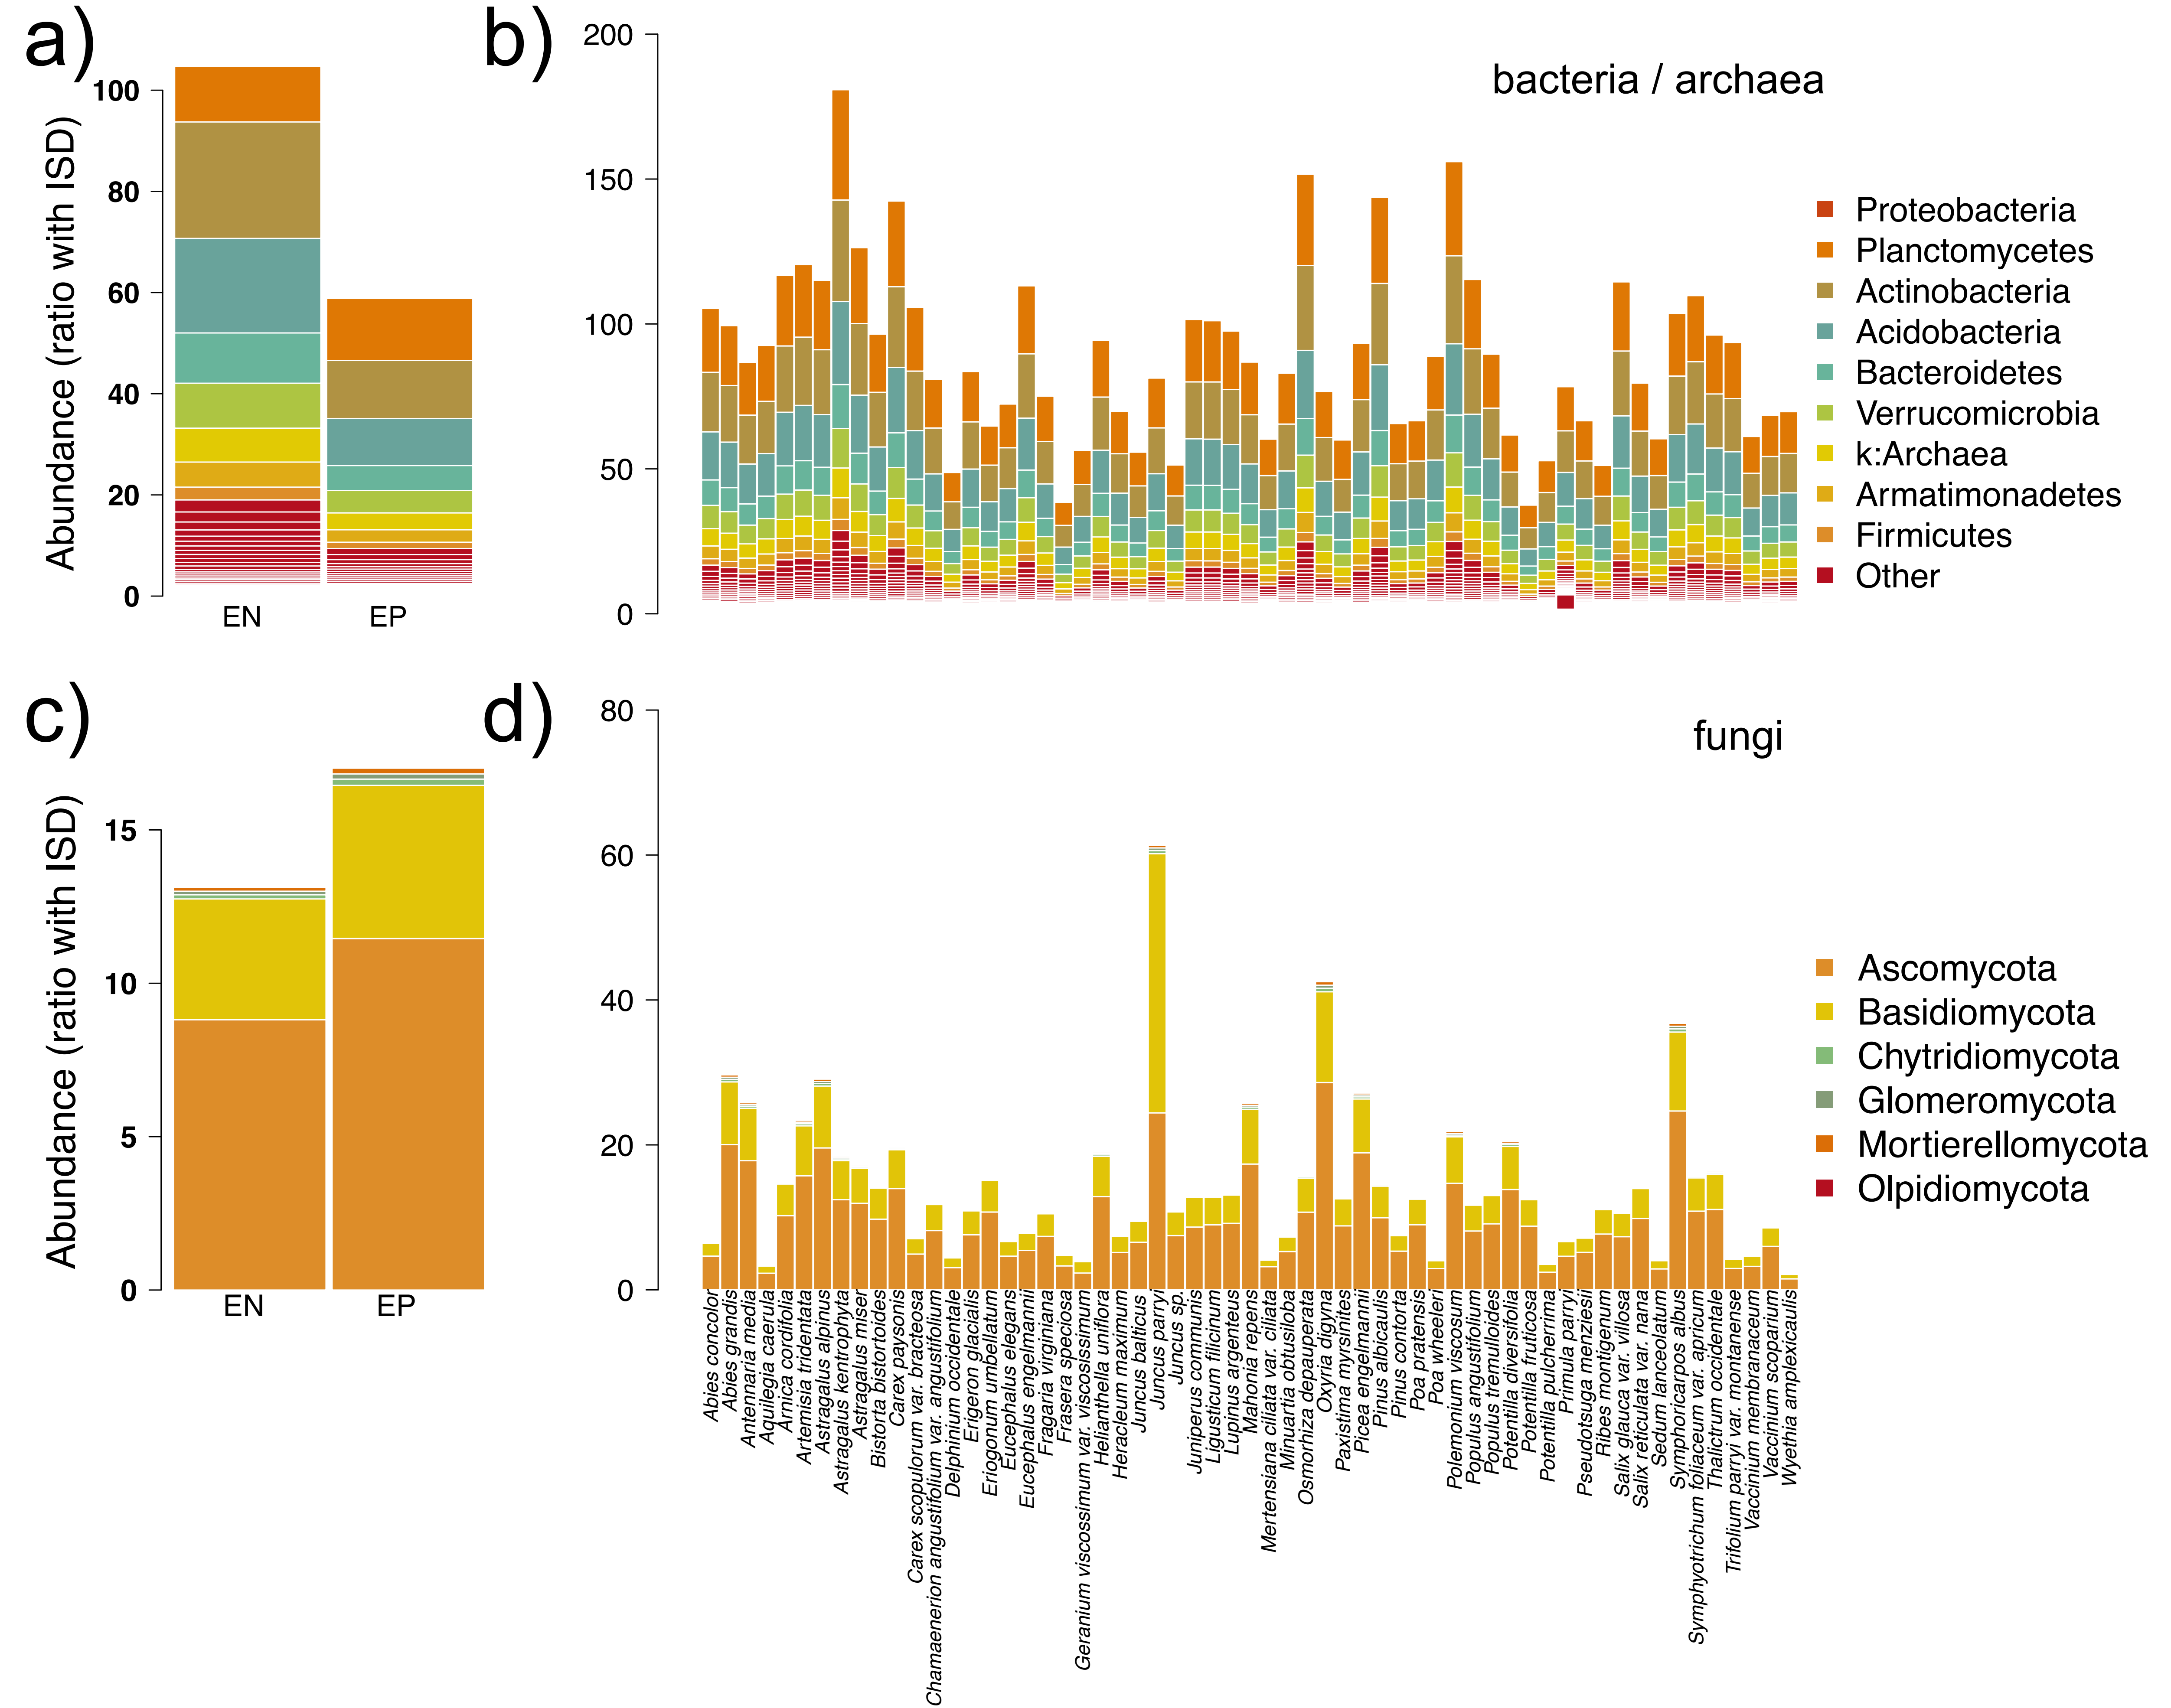 a)
Abundance (ratio with ISD)
100
80
60
40
20
0
EN EP
b)
bacteria / archaea
200
150
100
50
0
Proteobacteria
Planctomycetes
Actinobacteria
Acidobacteria
Bacteroidetes
Verrucomicrobia
k:Archaea
Armatimonadetes
Firmicutes
Other
c)
Abundance (ratio with ISD)
15
10
5
0
EN EP
d)
fungi
80
60
40
20
0
Ascomycota
Basidiomycota
Chytridiomycota
Glomeromycota
Mortierellomycota
Olpidiomycota
Abies concolor
Abies grandis
Antennaria media
Aquilegia caerula
Arnica cordifolia
Artemisia tridentata
Astragalus alpinus
Astragalus kentrophyta
Astragalus miser
Bistorta bistortoides
Carex paysonis
Carex scopulorum var. bracteosa
Chamaenerion angustifolium var. angustifolium
Delphinium occidentale
Erigeron glacialis
Eriogonum umbellatum
Eucephalus elegans
Eucephalus engelmannii
Fragaria virginiana
Frasera speciosa
Geranium viscossimum var. viscosissimum
Helianthella uniflora
Heracleum maximum
Juncus balticus
Juncus parryi
Juncus sp.
Juniperus communis
Ligusticum filicinum
Lupinus argenteus
Mahonia repens
Mertensiana ciliata var. ciliata
Minuartia obtusiloba
Osmorhiza depauperata
Oxyria digyna
Paxistima myrsinites
Picea engelmannii
Pinus albicaulis
Pinus contorta
Poa pratensis
Poa wheeleri
Polemonium viscosum
Populus angustifolium
Populus tremulloides
Potentilla diversifolia
Potentilla fruticosa
Potentilla pulcherrima
Primula parryi
Pseudotsuga menziesii
Ribes montigenum
Salix glauca var. villosa
Salix reticulata var. nana
Sedum lanceolatum
Symphoricarpos albus
Symphyotrichum foliaceum var. apricum
Thalictrum occidentale
Trifolium parryi var. montanense
Vaccinium membranaceum
Vaccinium scoparium
Wyethia amplexicaulis